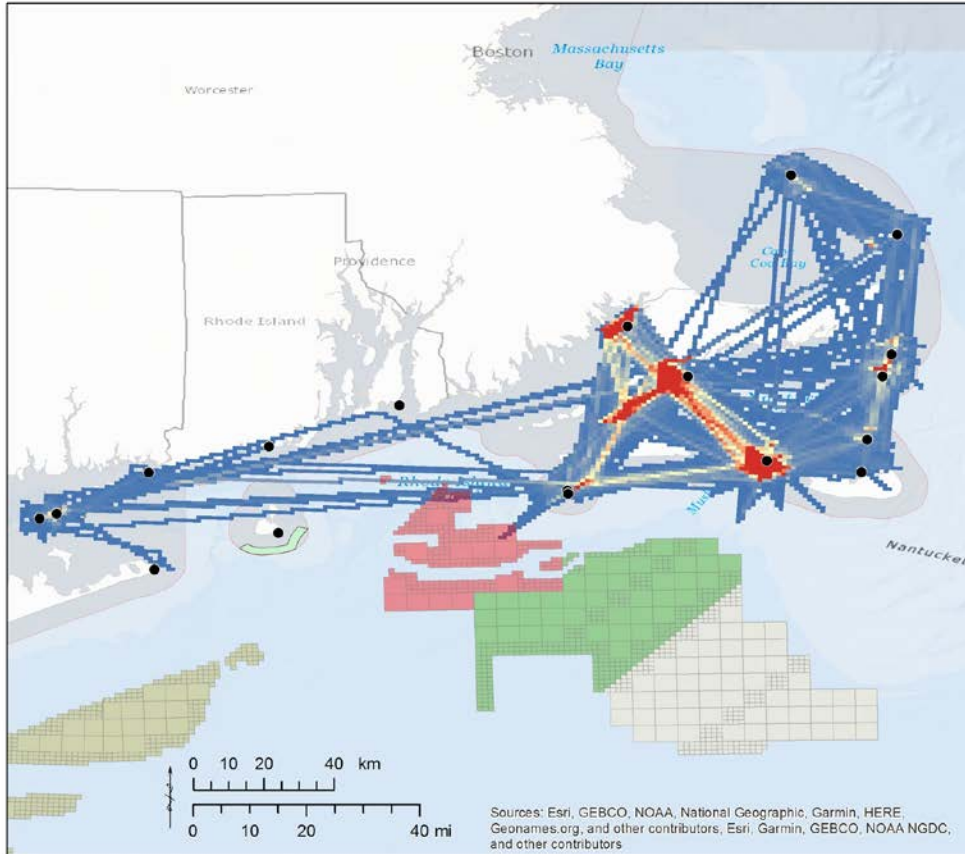 Boston
Massachusetts
Bay
Worcester
Providence
Cape
Cod Bay
Rhode Island
Nantucket
0 10 20 40 km
0 10 20 40 mi
Sources: Esri, GEBCO, NOAA, National Geographic, Garmin, HERE,
Geonames.org, and other contributors, Esri, Garmin, GEBCO, NOAA NGDC,
and other contributors